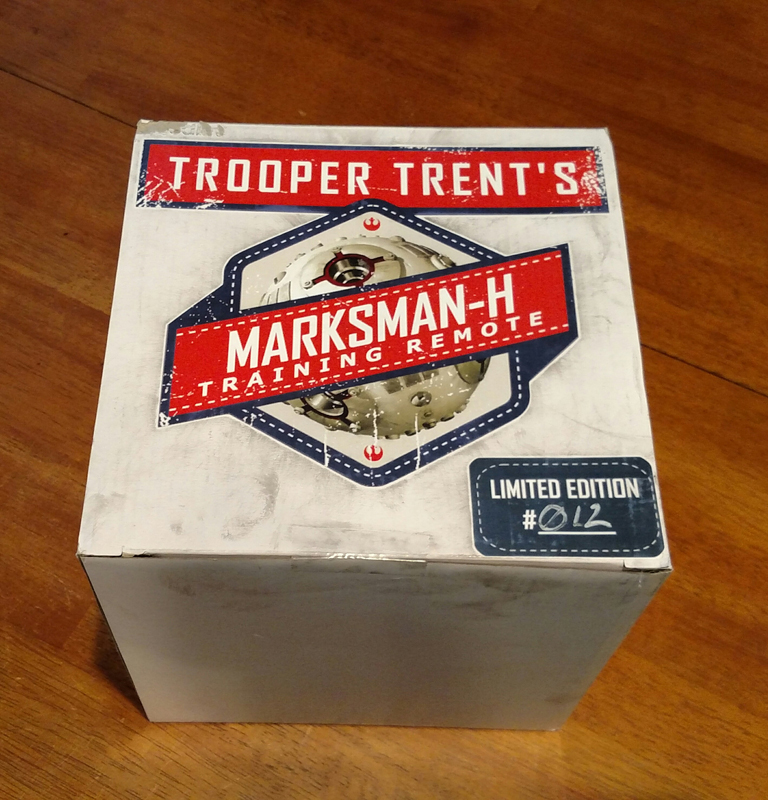 TROOPER TRENT'S
MARKSMAN-H
TRAINING REMOTE
LIMITED EDITION
#012